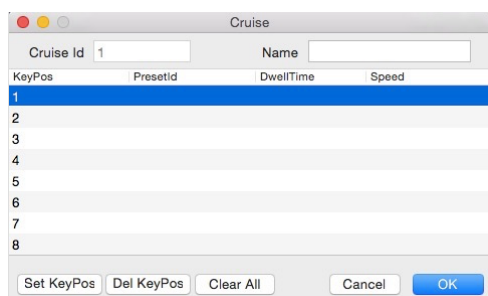 Cruise
Cruise Id 1 Name
KeyPos PresetId DwellTime Speed
1
2
3
4
5
6
7
8
Set KeyPos Del KeyPos Clear All Cancel OK